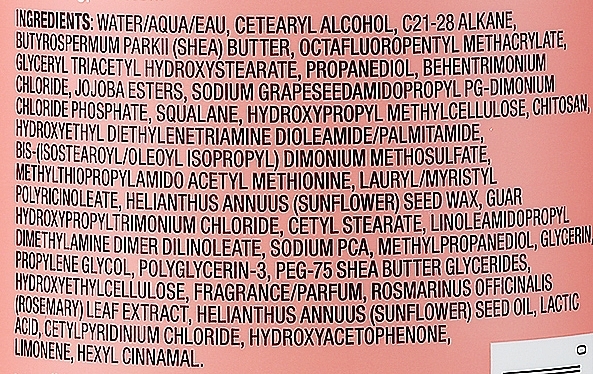 INGREDIENTS: WATER/AQUA/EAU, CETEARYL ALCOHOL, C21-28 ALKANE,
BUTYROSPERMUM PARKII (SHEA) BUTTER, OCTAFLUOROPENTYL METHACRYLATE,
GLYCERYL TRIACETYL HYDROXYSTEARATE, PROPANEDIOL, BEHENTRIMONIUM
CHLORIDE, JOJOBA ESTERS, SODIUM GRAPESEEDAMIDOPROPYL PG-DIMONIUM
CHLORIDE PHOSPHATE, SQUALANE, HYDROXYPROPYL METHYLCELLULOSE, CHITOSAN,
HYDROXYETHYL DIETHYLENETRIAMINE DIOLEAMIDE/PALMITAMIDE,
BIS-(ISOSTEAROYL/OLEOYL ISOPROPYL) DIMONIUM METHOSULFATE,
METHYLTHIOPROPYLAMIDO ACETYL METHIONINE, LAURYL/MYRISTYL
POLYRICINOLEATE, HELIANTHUS ANNUUS (SUNFLOWER) SEED WAX, GUAR
HYDROXYPROPYLTRIMONIUM CHLORIDE, CETYL STEARATE, LINOLEAMIDOPROPYL
DIMETHYLAMINE DIMER DILINOLEATE, SODIUM PCA, METHYLPROPANEDIOL, GLYCERIN,
PROPYLENE GLYCOL, POLYGLYCERIN-3, PEG-75 SHEA BUTTER GLYCERIDES,
HYDROXYETHYLCELLULOSE, FRAGRANCE/PARFUM, ROSMARINUS OFFICINALIS
(ROSEMARY) LEAF EXTRACT, HELIANTHUS ANNUUS (SUNFLOWER) SEED OIL, LACTIC
ACID, CETYLPYRIDINIUM CHLORIDE, HYDROXYACETOPHENONE,
LIMONENE, HEXYL CINNAMAL.
0